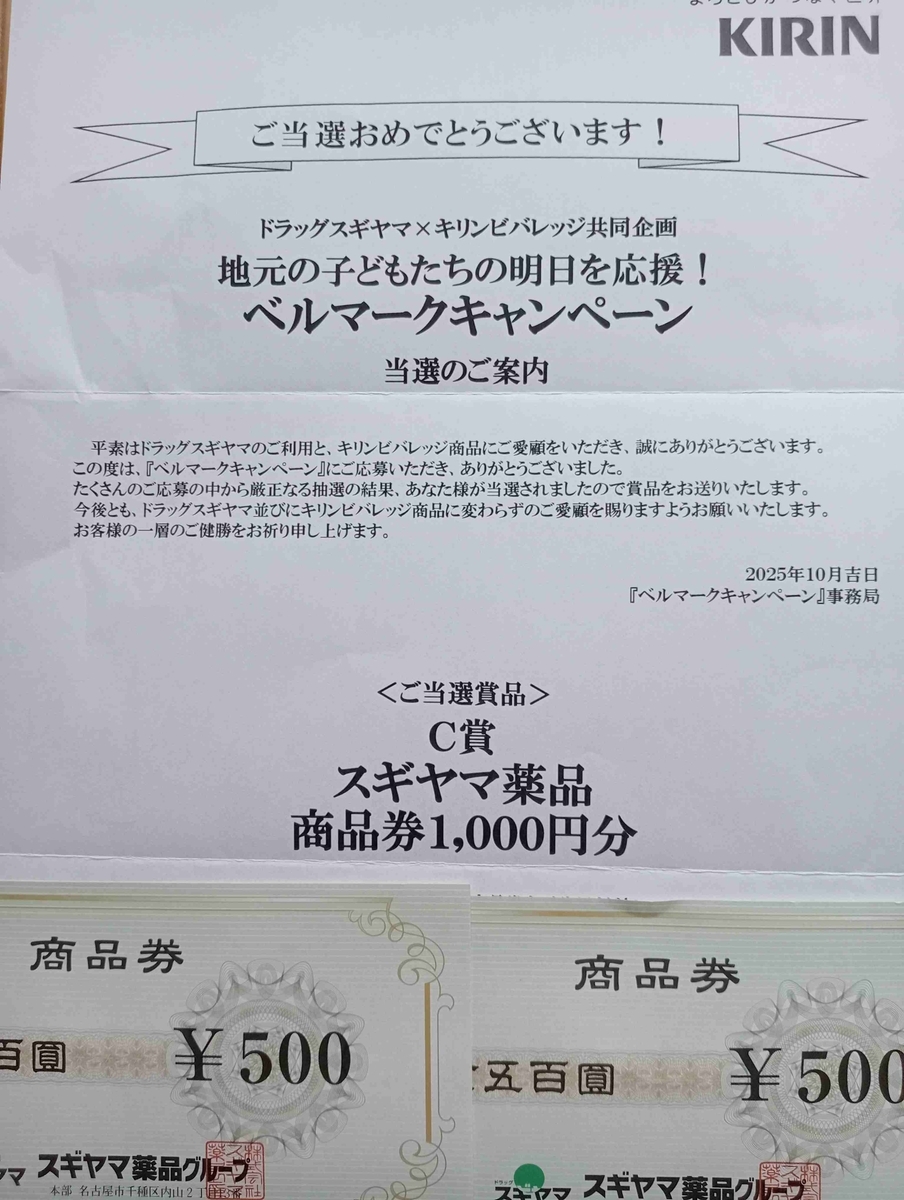 KIRIN
ご当選おめでとうございます！
ドラッグスギヤマ×キリンビバレッジ共同企画
地元の子どもたちの明日を応援！
ベルマークキャンペーン
当選のご案内
平素はドラッグスギヤマのご利用と、キリンビバレッジ商品にご愛顧をいただき、誠にありがとうございます。
この度は、『ベルマークキャンペーン』にご応募いただき、ありがとうございました。
たくさんのご応募の中から厳正なる抽選の結果、あなた様が当選されましたので賞品をお送りいたします。
今後とも、ドラッグスギヤマ並びにキリンビバレッジ商品に変わらずのご愛顧を賜りますようお願いいたします。
お客様の一層のご健勝をお祈り申し上げます。
2025年10月吉日
『ベルマークキャンペーン』事務局
＜ご当選賞品＞
C賞
スギヤマ薬品
商品券1,000円分
商品券
百圓 ¥500
ヤマ スギヤマ薬品グループ
本部 名古屋市千種区内山2丁
商品券
五百圓 ¥500
ドラッグ
スギヤマ スギヤマ薬品グループ